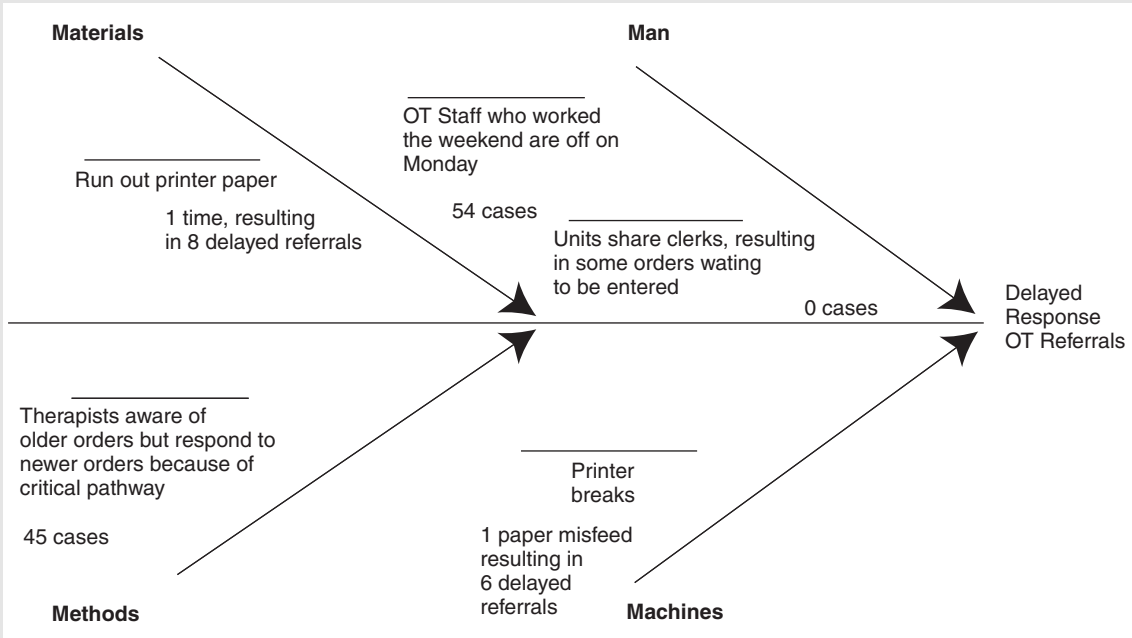 Materials
Man
OT Staff who worked
the weekend are off on
Monday
Run out printer paper
1 time, resulting
in 8 delayed referrals
54 cases
Units share clerks, resulting
in some orders wating
to be entered
0 cases
Delayed
Response
OT Referrals
Therapists aware of
older orders but respond to
newer orders because of
critical pathway
45 cases
Printer
breaks
1 paper misfeed
resulting in
6 delayed
referrals
Methods
Machines